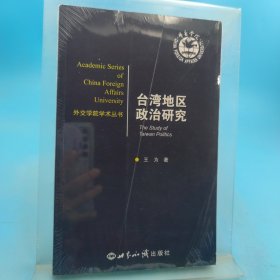 Academic Series
of
China Foreign
Affairs
University
外交学院学术丛书
台湾地区
政治研究
The Study of
Taiwan Politics
王为 著
世界知识出版社